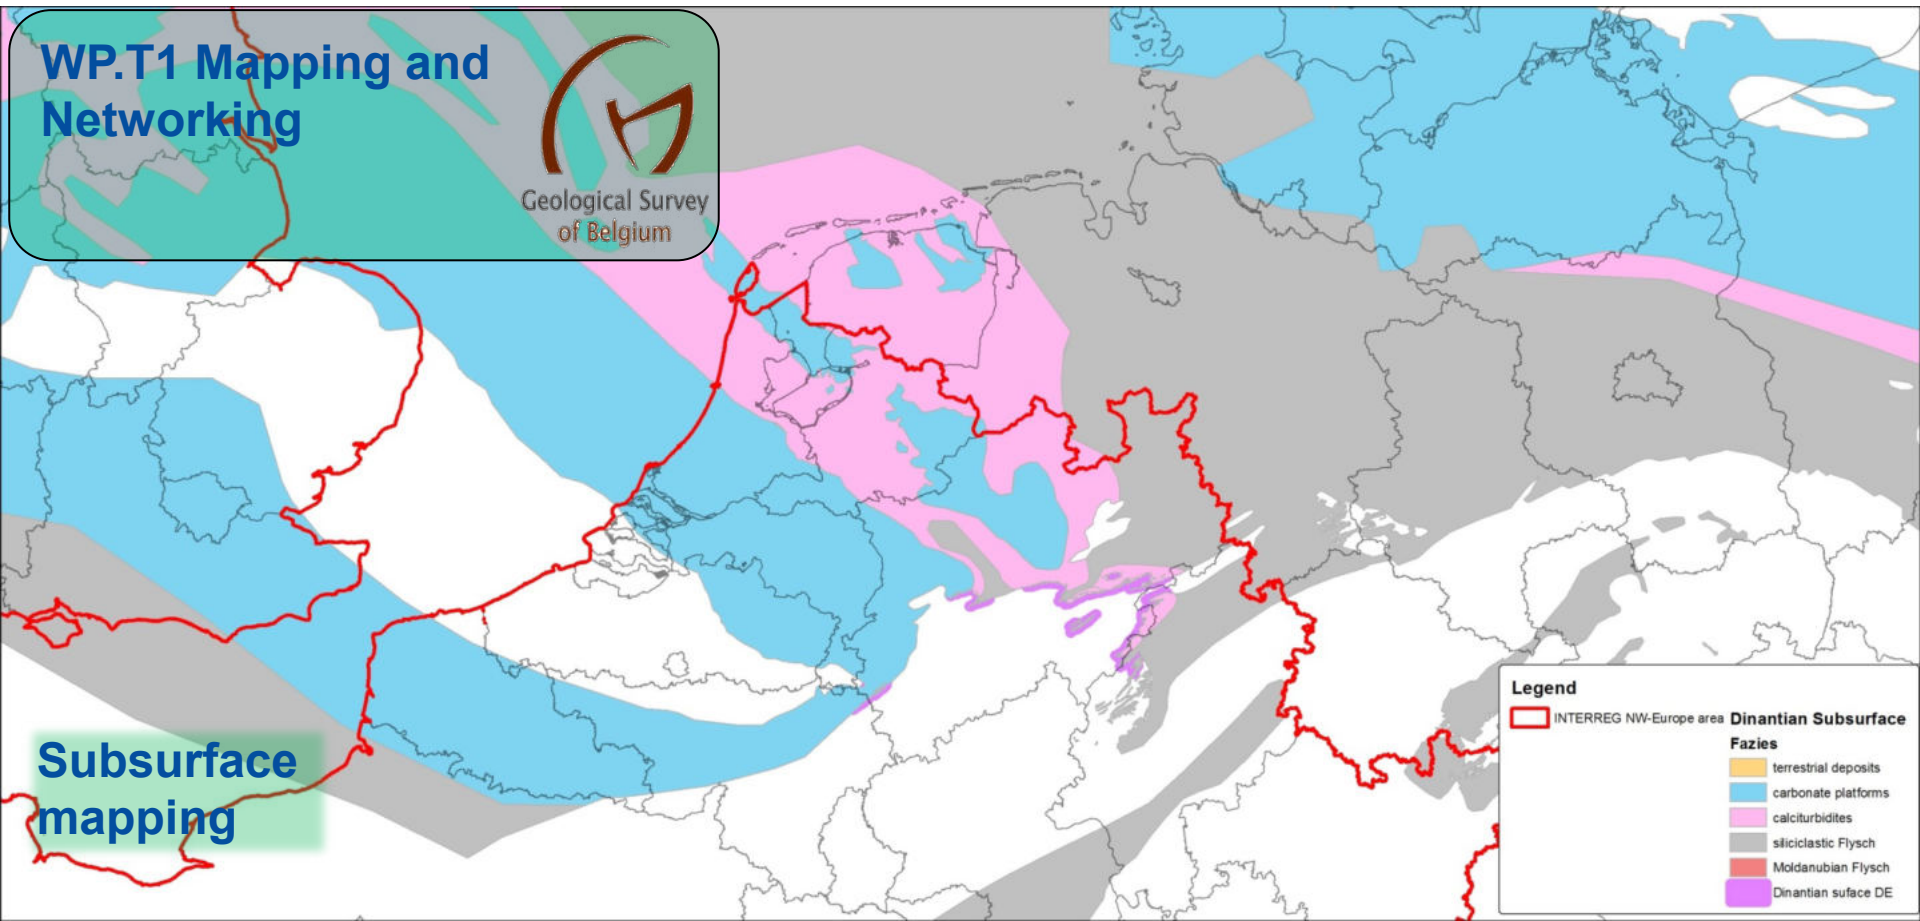 WP.T1 Mapping and
Networking
Geological Survey
of Belgium
Subsurface
mapping
Legend
INTERREG NW-Europe area
Dinantian Subsurface
Fazies
terrestrial deposits
carbonate platforms
calciturbidites
siliciclastic Flysch
Moldanubian Flysch
Dinantian suface DE